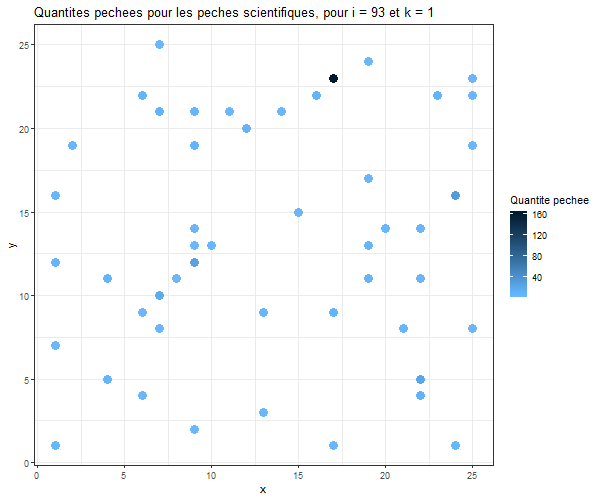 Quantites pechees pour les peches scientifiques, pour i = 93 et k = 1
25
20
15
10
5
0
y
0 5 10 15 20 25
x
Quantite pechee
160
120
80
40